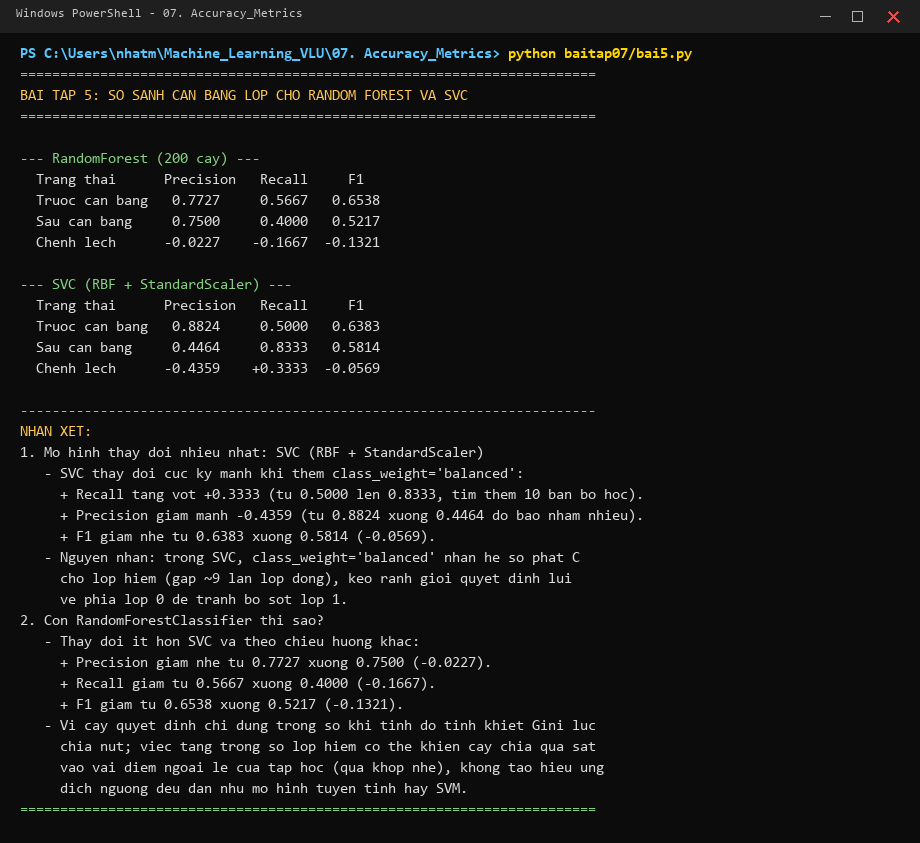 Windows PowerShell - 07. Accuracy_Metrics
PS C:\Users\nhatm\Machine_Learning_VLU\07. Accuracy_Metrics> python baitap07/bai5.py
========================================================================
BAI TAP 5: SO SANH CAN BANG LOP CHO RANDOM FOREST VA SVC
========================================================================
--- RandomForest (200 cay) ---
Trang thai      Precision   Recall     F1
Truoc can bang   0.7727     0.5667   0.6538
Sau can bang     0.7500     0.4000   0.5217
Chenh lech      -0.0227    -0.1667  -0.1321
--- SVC (RBF + StandardScaler) ---
Trang thai      Precision   Recall     F1
Truoc can bang   0.8824     0.5000   0.6383
Sau can bang     0.4464     0.8333   0.5814
Chenh lech      -0.4359    +0.3333  -0.0569
------------------------------------------------------------------------
NHAN XET:
1. Mo hinh thay doi nhieu nhat: SVC (RBF + StandardScaler)
- SVC thay doi cuc ky manh khi them class_weight='balanced':
+ Recall tang vot +0.3333 (tu 0.5000 len 0.8333, tim them 10 ban bo hoc).
+ Precision giam manh -0.4359 (tu 0.8824 xuong 0.4464 do bao nham nhieu).
+ F1 giam nhe tu 0.6383 xuong 0.5814 (-0.0569).
- Nguyen nhan: trong SVC, class_weight='balanced' nhan he so phat C
cho lop hiem (gap ~9 lan lop dong), keo ranh gioi quyet dinh lui
ve phia lop 0 de tranh bo sot lop 1.
2. Con RandomForestClassifier thi sao?
- Thay doi it hon SVC va theo chieu huong khac:
+ Precision giam nhe tu 0.7727 xuong 0.7500 (-0.0227).
+ Recall giam tu 0.5667 xuong 0.4000 (-0.1667).
+ F1 giam tu 0.6538 xuong 0.5217 (-0.1321).
- Vi cay quyet dinh chi dung trong so khi tinh do tinh khiet Gini luc
chia nut; viec tang trong so lop hiem co the khien cay chia qua sat
vao vai diem ngoai le cua tap hoc (qua khop nhe), khong tao hieu ung
dich nguong deu dan nhu mo hinh tuyen tinh hay SVM.
========================================================================